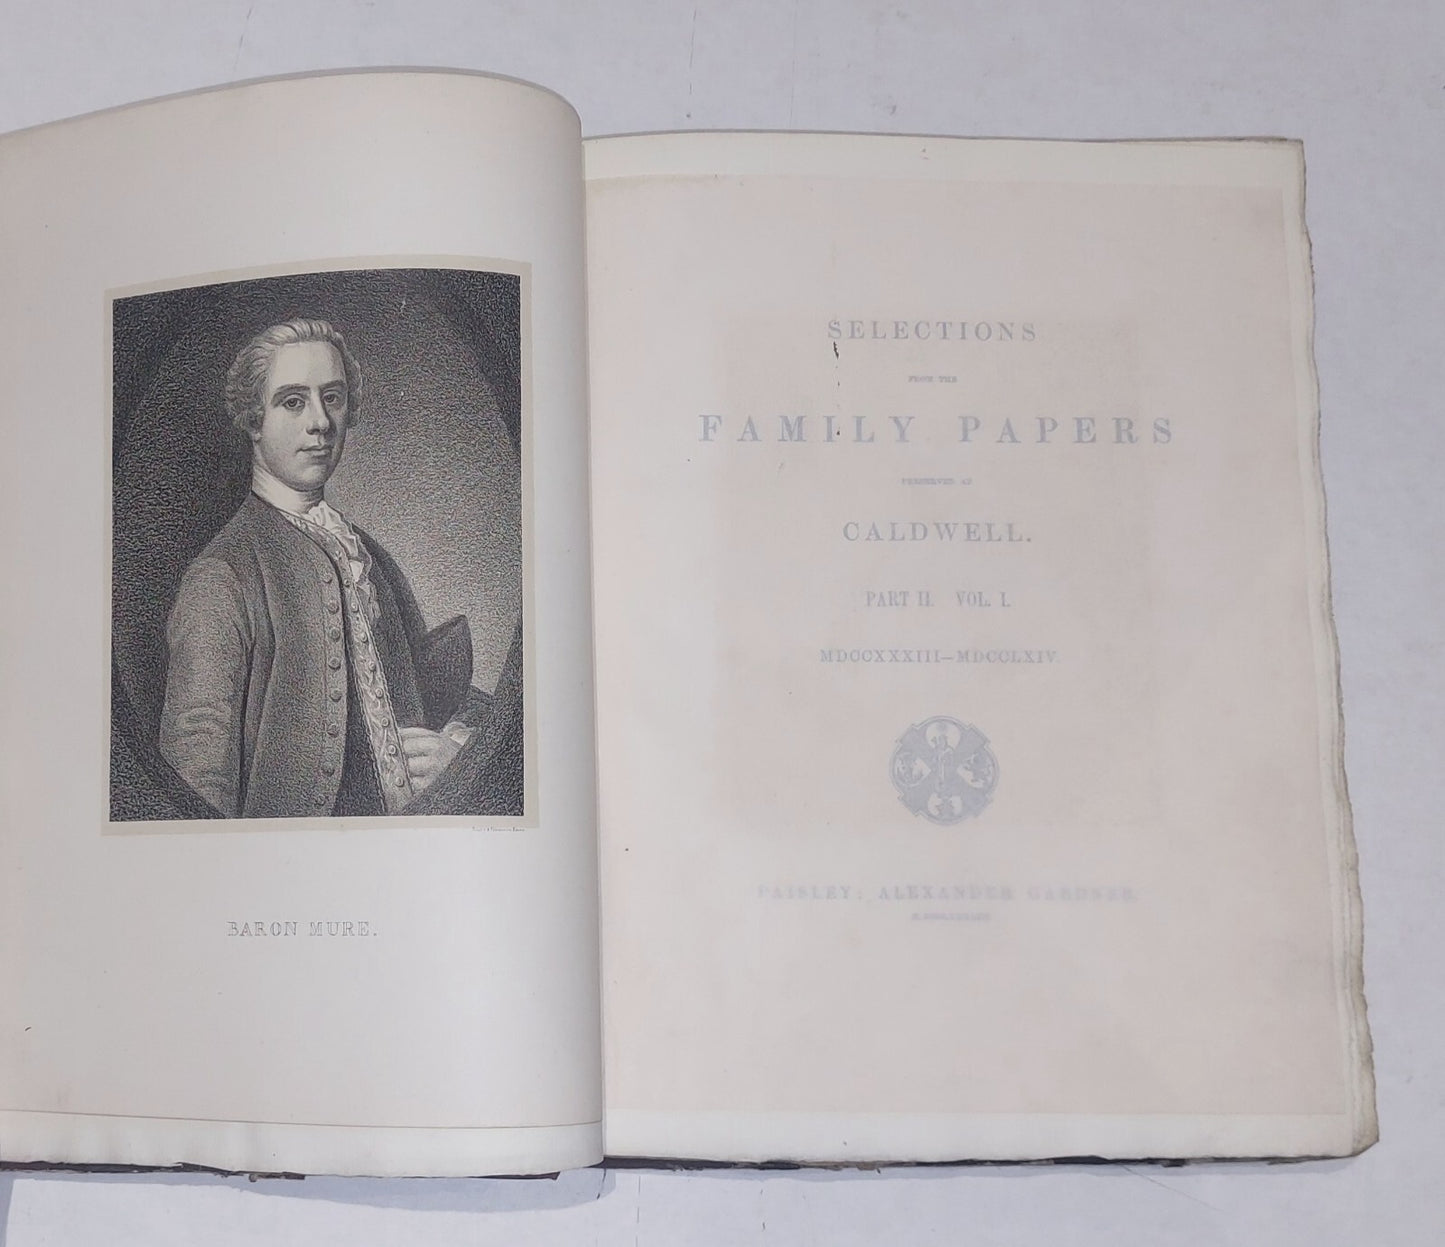 BARON MURE.
SELECTIONS
FROM THE
FAMILY PAPERS
PRESERVED AT
CALDWELL.
PART II. VOL. I.
MDCCXXXIII—MDCCLXIV.
PAISLEY: ALEXANDER GARDNER.